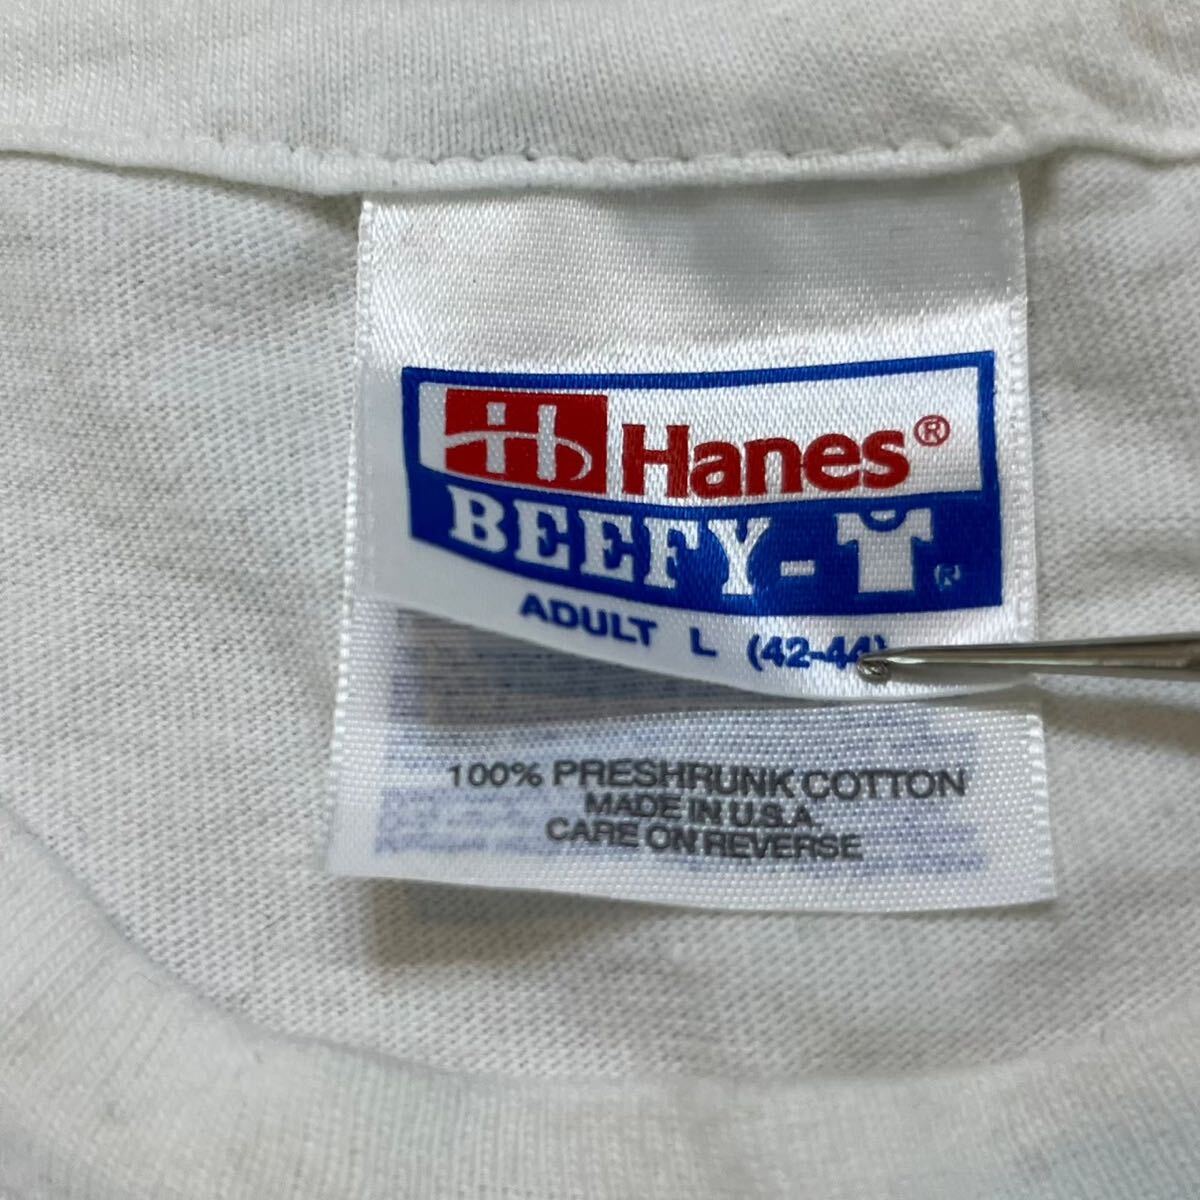 Hanes®
BEEFY-T®
ADULT L (42-44)
100% PRESHRUNK COTTON
MADE IN U.S.A
CARE ON REVERSE